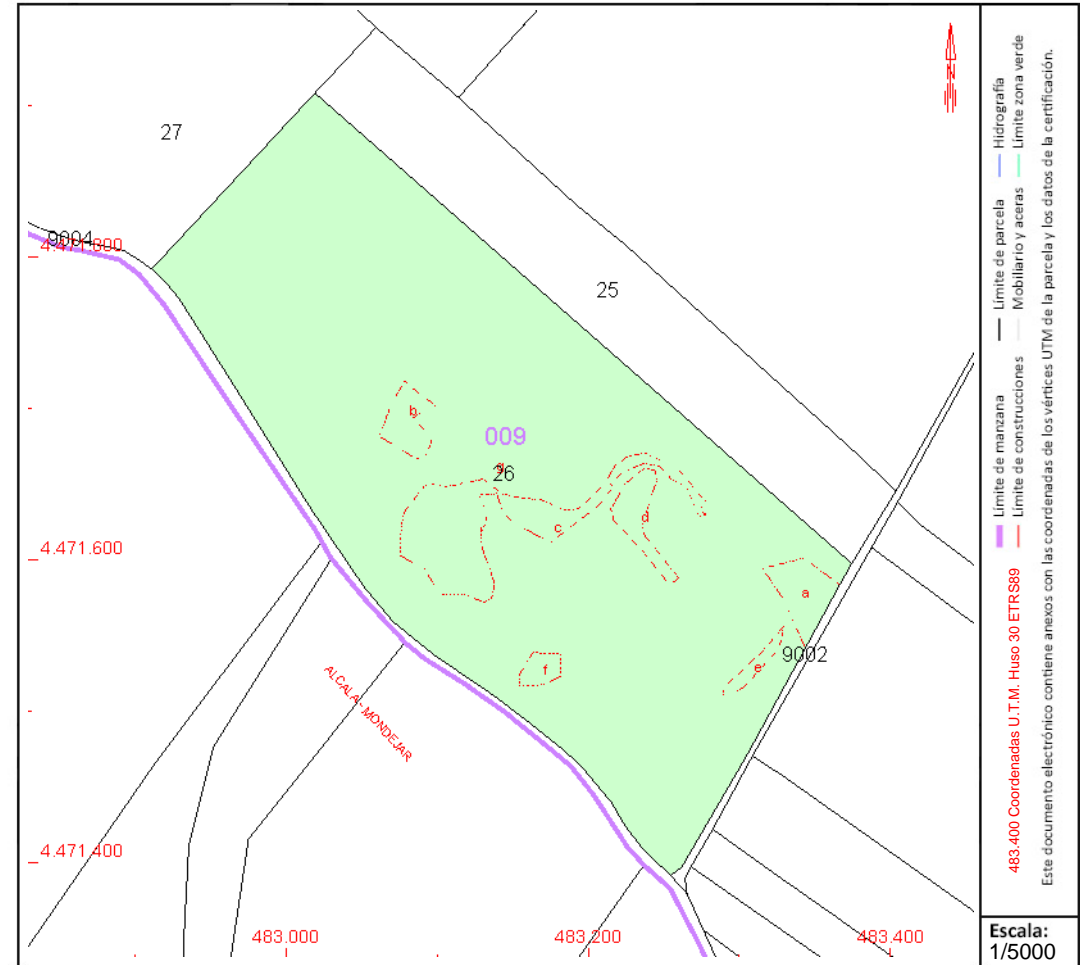 27
9004
4.471.800
25
b
009
g
26
c
d
4.471.600
a
9002
e
f
ALCALA-MONDEJAR
4.471.400
483.000
483.200
483.400
N
Límite de manzana
Límite de parcela
Hidrografía
483.400 Coordenadas U.T.M. Huso 30 ETRS89
Límite de construcciones
Mobiliario y aceras
Límite zona verde
Este documento electrónico contiene anexos con las coordenadas de los vértices UTM de la parcela y los datos de la certificación.
Escala:
1/5000